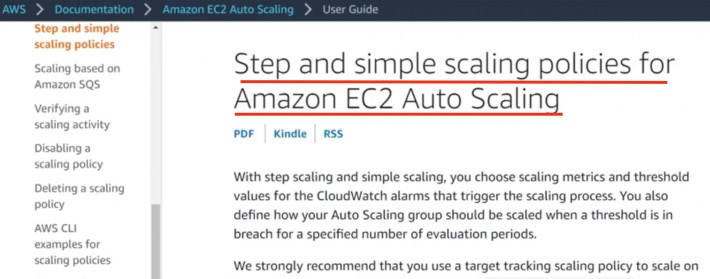 AWS > Documentation > Amazon EC2 Auto Scaling > User Guide
Step and simple
scaling policies
Scaling based on
Amazon SQS
Verifying a
scaling activity
Disabling a
scaling policy
Deleting a scaling
policy
AWS CLI
examples for
scaling policies
Step and simple scaling policies for
Amazon EC2 Auto Scaling
PDF | Kindle | RSS
With step scaling and simple scaling, you choose scaling metrics and threshold
values for the CloudWatch alarms that trigger the scaling process. You also
define how your Auto Scaling group should be scaled when a threshold is in
breach for a specified number of evaluation periods.
We strongly recommend that you use a target tracking scaling policy to scale on